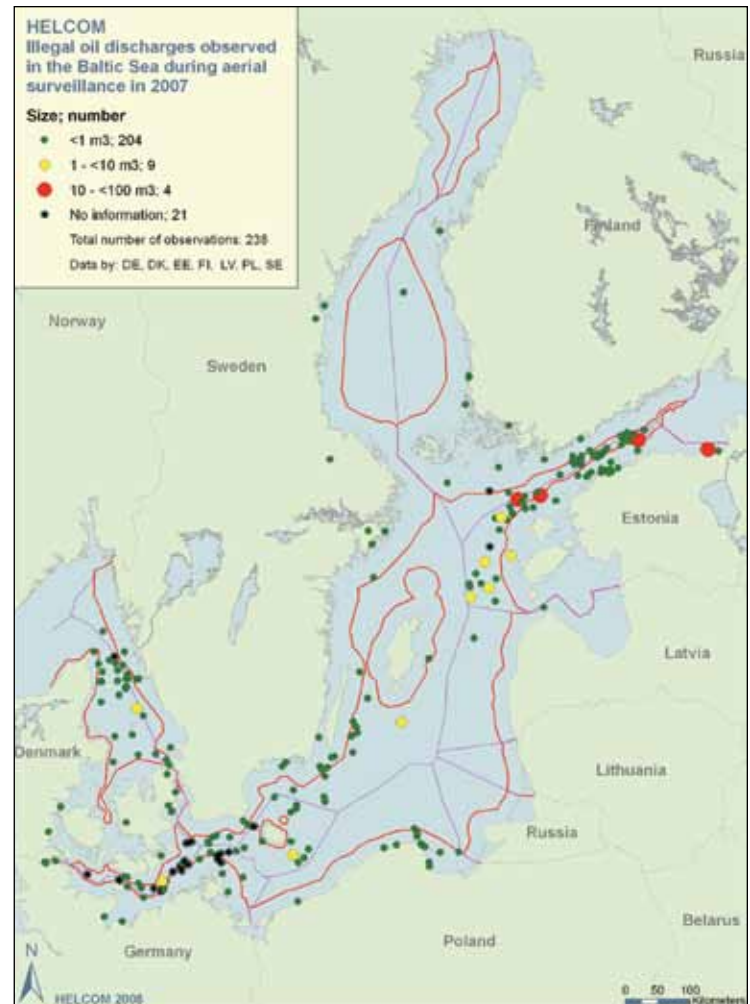 HELCOM
Illegal oil discharges observed
in the Baltic Sea during aerial
surveillance in 2007
Size; number
<1 m3; 204
1 - <10 m3; 9
10 - <100 m3; 4
No information; 21
Total number of observations: 238
Data by: DE, DK, EE, FI, LV, PL, SE
Russia
Finland
Norway
Sweden
Estonia
Latvia
Denmark
Lithuania
Russia
Belarus
Poland
Germany
N
0 50 100
Kilometers
HELCOM 2008